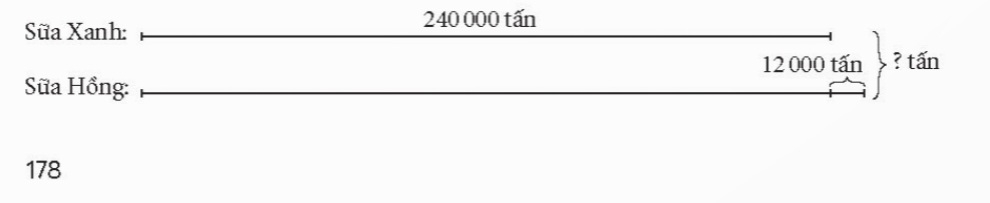 240 000 tấn
Sữa Xanh:
12 000 tấn
? tấn
Sữa Hồng:
178